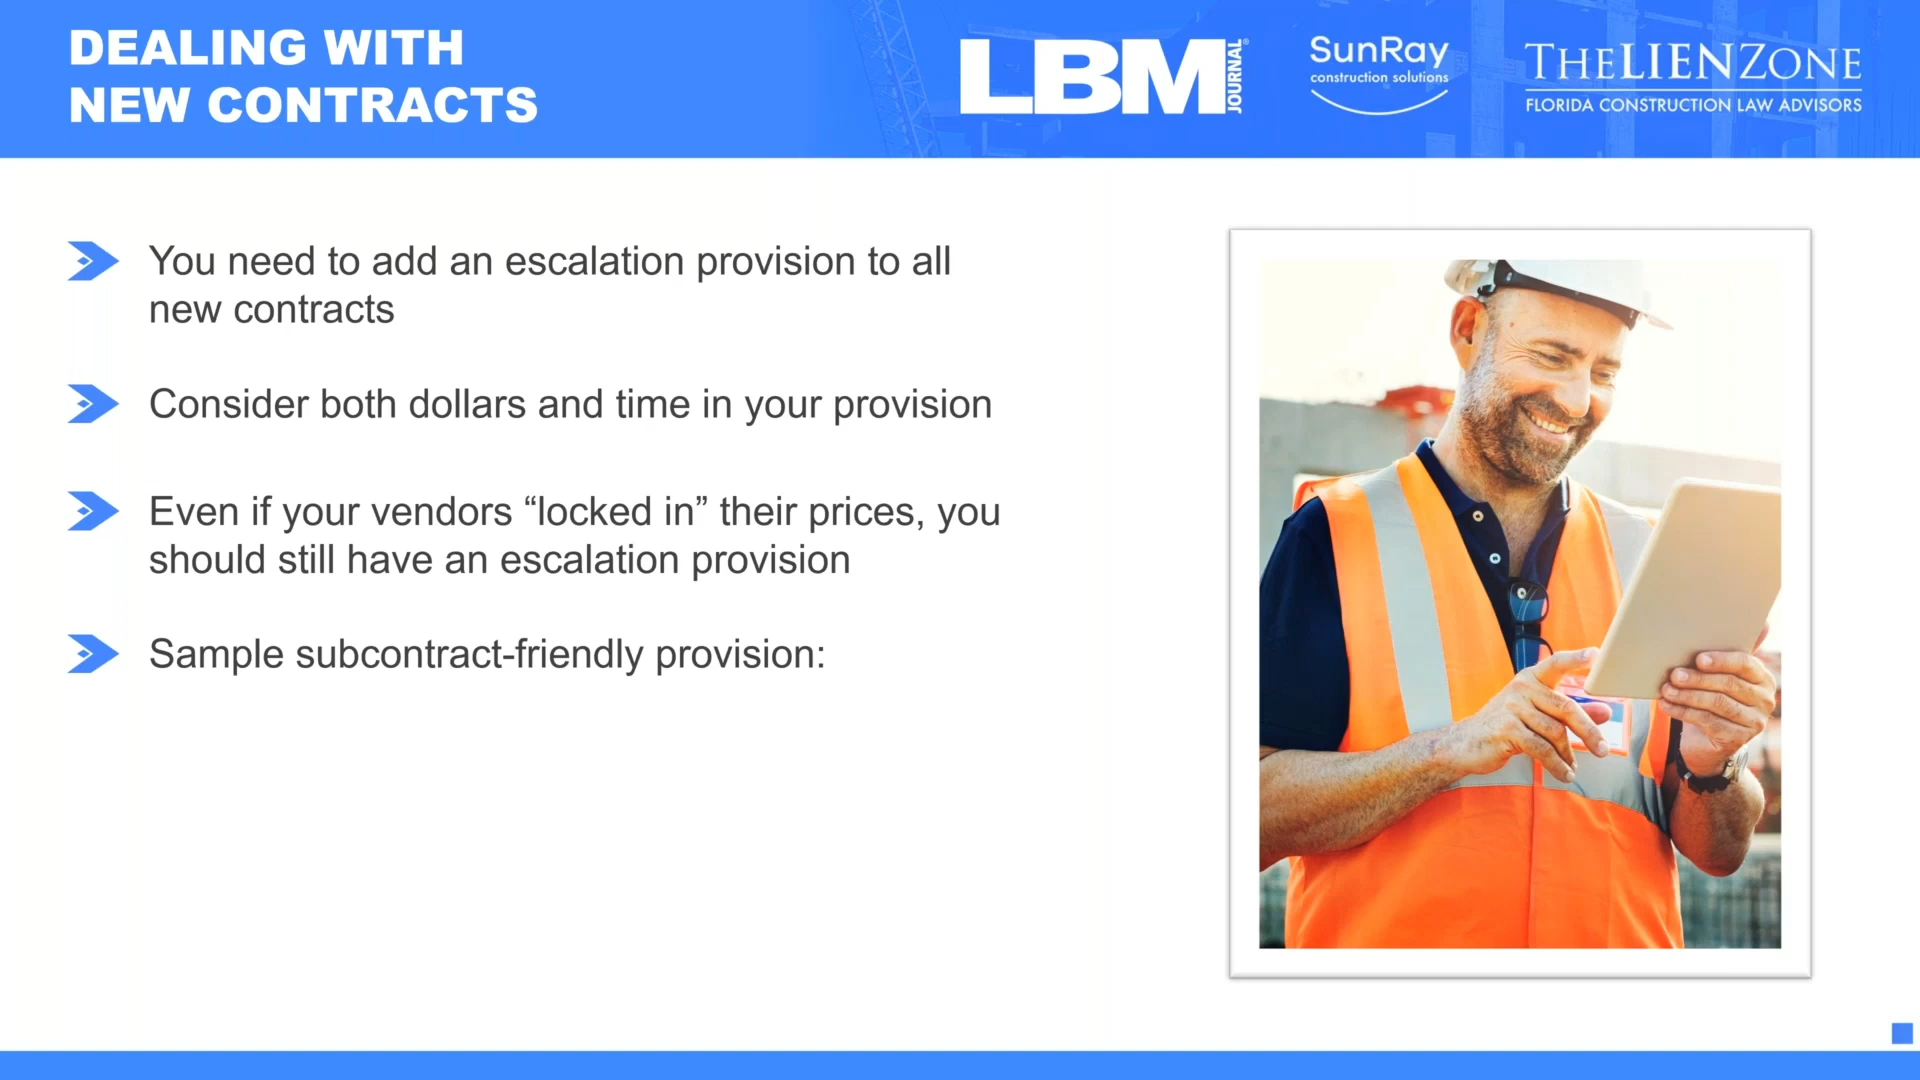 DEALING WITH
NEW CONTRACTS
LBM
JOURNAL®
SunRay
construction solutions
THELIENZONE
FLORIDA CONSTRUCTION LAW ADVISORS
You need to add an escalation provision to all
new contracts
Consider both dollars and time in your provision
Even if your vendors “locked in” their prices, you
should still have an escalation provision
Sample subcontract-friendly provision: